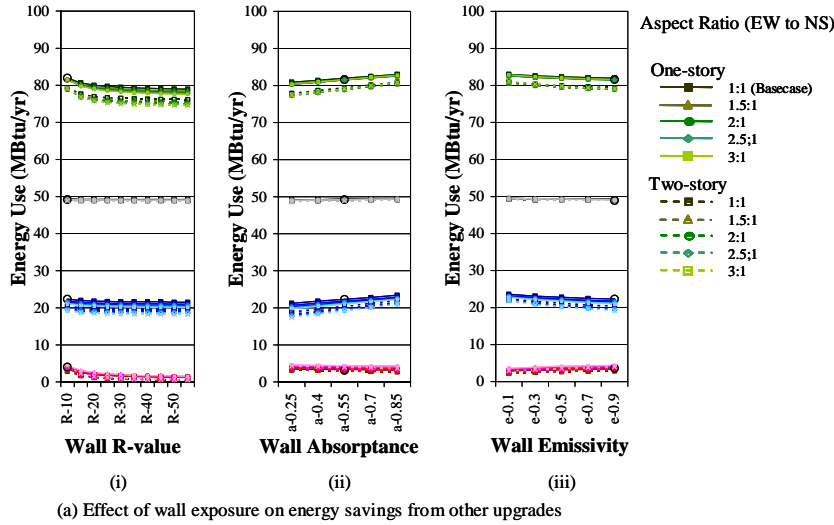 Aspect Ratio (EW to NS)
One-story
1:1 (Basecase)
1.5:1
2:1
2.5;1
3:1
Two-story
1:1
1.5:1
2:1
2.5;1
3:1
Energy Use (MBtu/yr)
100
90
80
70
60
50
40
30
20
10
0
R-10
R-20
R-30
R-40
R-50
Wall R-value
(i)
Energy Use (MBtu/yr)
100
90
80
70
60
50
40
30
20
10
0
a-0.25
a-0.4
a-0.55
a-0.7
a-0.85
Wall Absorptance
(ii)
Energy Use (MBtu/yr)
100
90
80
70
60
50
40
30
20
10
0
e-0.1
e-0.3
e-0.5
e-0.7
e-0.9
Wall Emissivity
(iii)
(a) Effect of wall exposure on energy savings from other upgrades